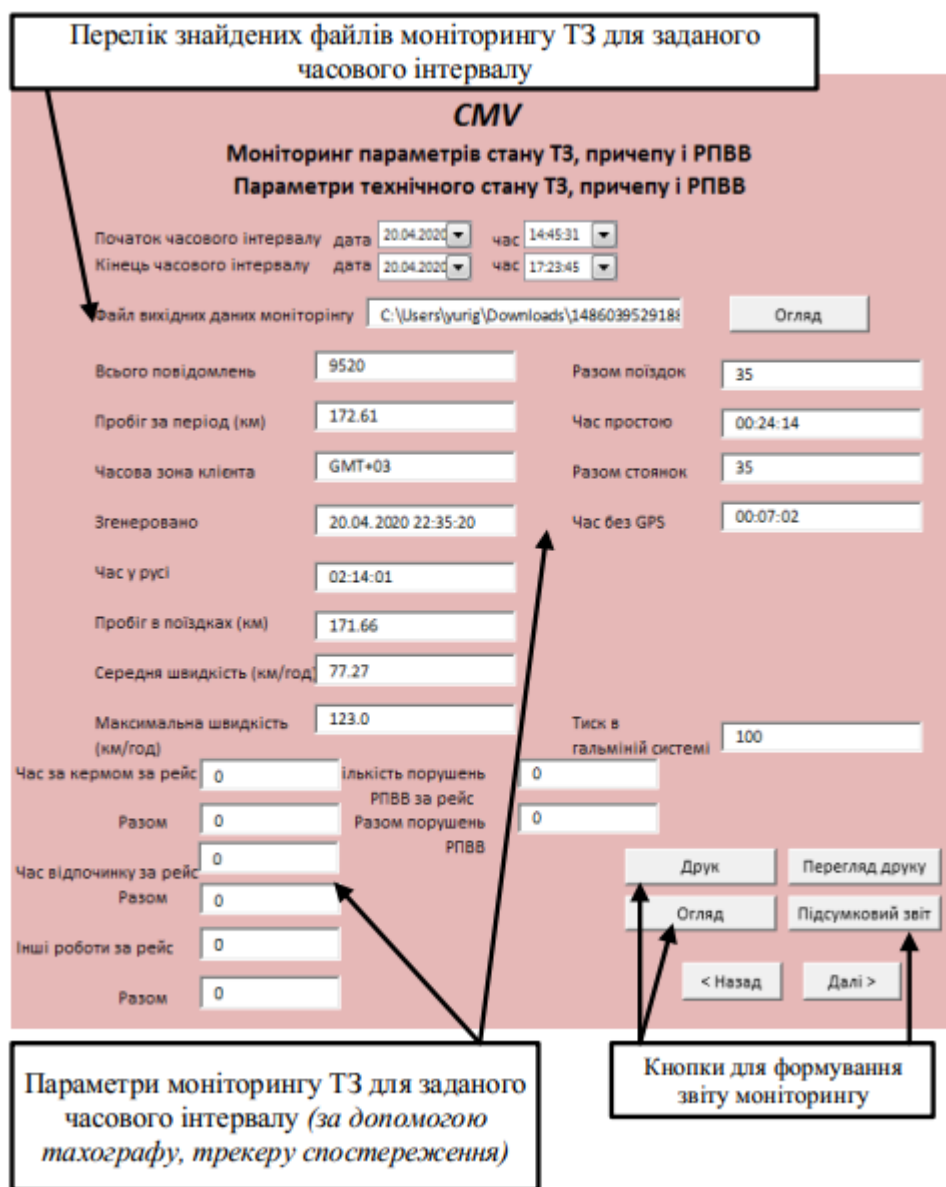 Перелік знайдених файлів моніторингу ТЗ для заданого
часового інтервалу
CMV
Моніторинг параметрів стану ТЗ, причепу і РПВВ
Параметри технічного стану ТЗ, причепу і РПВВ
Початок часового інтервалу дата 20.04.2020 час 14:45:31
Кінець часового інтервалу дата 20.04.2020 час 17:23:45
Файл вихідних даних моніторінгу C:\Users\yurig\Downloads\1486039529188 Огляд
Всього повідомлень 9520 Разом поїздок 35
Пробіг за період (км) 172.61 Час простою 00:24:14
Часова зона клієнта GMT+03 Разом стоянок 35
Згенеровано 20.04.2020 22:35:20 Час без GPS 00:07:02
Час у русі 02:14:01
Пробіг в поїздках (км) 171.66
Середня швидкість (км/год) 77.27
Максимальна швидкість
(км/год) 123.0
Тиск в
гальміній системі 100
Час за кермом за рейс 0 ількість порушень
РПВВ за рейс 0
Разом 0 Разом порушень
РПВВ 0
Час відпочинку за рейс 0
Разом 0
Інші роботи за рейс 0
Разом 0
Друк Перегляд друку
Огляд Підсумковий звіт
< Назад Далі >
Параметри моніторингу ТЗ для заданого
часового інтервалу (за допомогою
тахографу, трекеру спостереження)
Кнопки для формування
звіту моніторингу